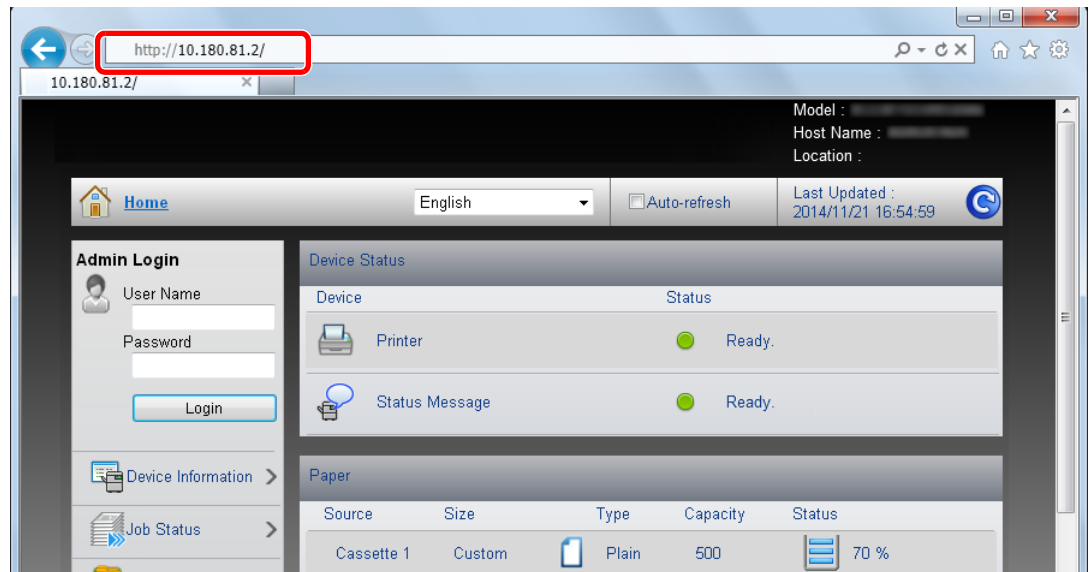 http://10.180.81.2/
10.180.81.2/
Model :
Host Name :
Location :
Home
English
Auto-refresh
Last Updated :
2014/11/21 16:54:59
Admin Login
User Name
Password
Login
Device Information
Job Status
Device Status
Device Status
Printer Ready.
Status Message Ready.
Paper
Source Size Type Capacity Status
Cassette 1 Custom Plain 500 70 %